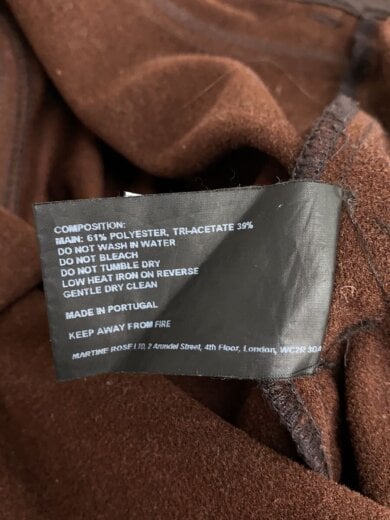 COMPOSITION:
MAIN: 61% POLYESTER, TRI-ACETATE 39%
DO NOT WASH IN WATER
DO NOT BLEACH
DO NOT TUMBLE DRY
LOW HEAT IRON ON REVERSE
GENTLE DRY CLEAN
MADE IN PORTUGAL
KEEP AWAY FROM FIRE
MARTINE ROSE LTD, 2 Arundel Street, 4th Floor, London, WC2R 3DA